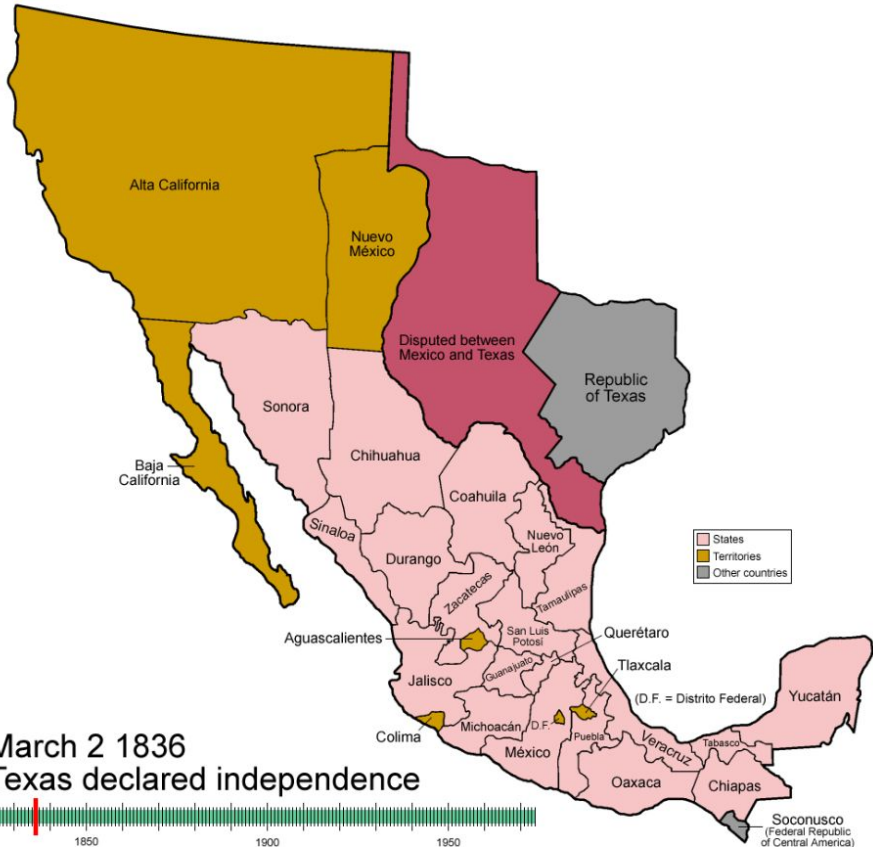 Alta California
Nuevo
México
Disputed between
Mexico and Texas
Republic
of Texas
Sonora
Chihuahua
Baja
California
Coahuila
Sinaloa
Nuevo
León
Durango
States
Territories
Other countries
Zacatecas
Tamaulipas
Aguascalientes
San Luis
Potosí
Querétaro
Guanajuato
Tlaxcala
Jalisco
(D.F. = Distrito Federal)
Yucatán
Colima
Michoacán
D.F.
Puebla
Veracruz
Tabasco
México
Oaxaca
Chiapas
March 2 1836
Texas declared independence
Soconusco
(Federal Republic
of Central America)
1850
1900
1950